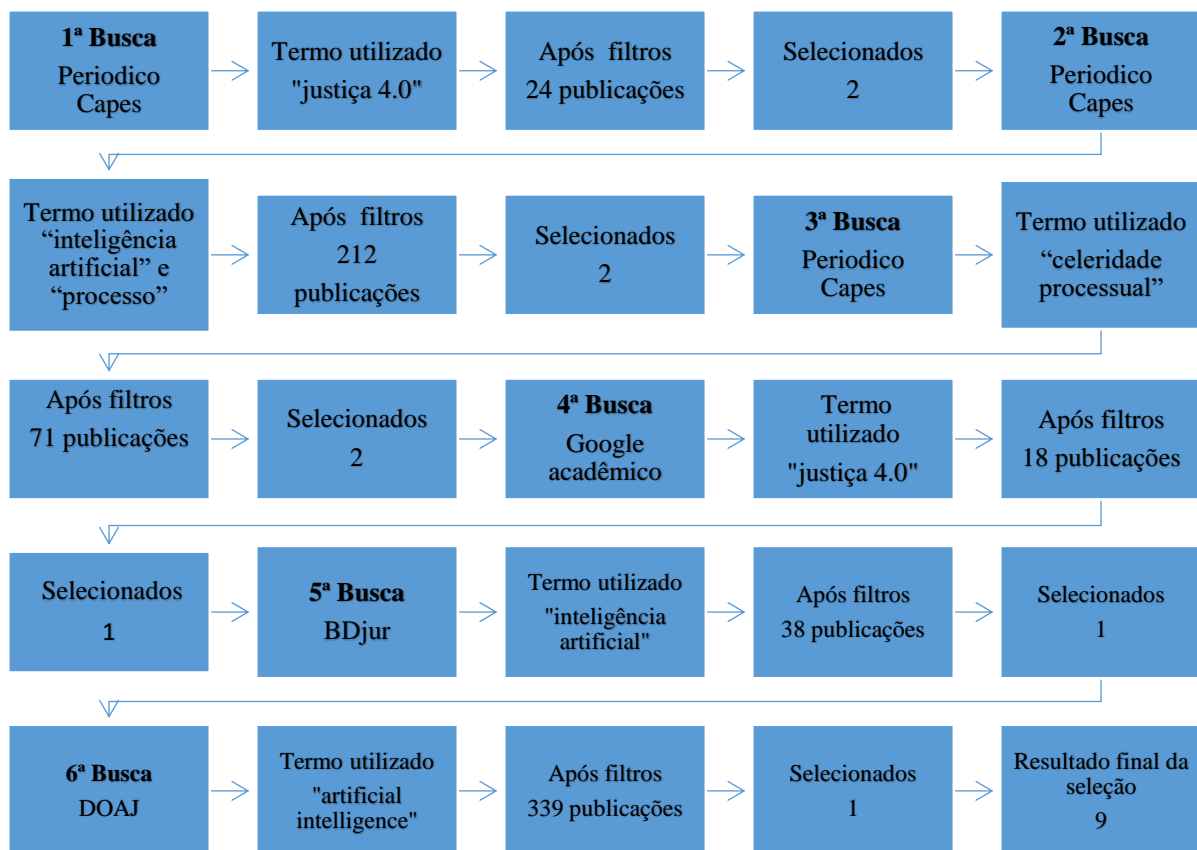 1ª Busca
Periodico
Capes
Termo utilizado
"justiça 4.0"
Após filtros
24 publicações
Selecionados
2
2ª Busca
Periodico
Capes
Termo utilizado
“inteligência
artificial” e
“processo”
Após filtros
212
publicações
Selecionados
2
3ª Busca
Periodico
Capes
Termo utilizado
“celeridade
processual”
Após filtros
71 publicações
Selecionados
2
4ª Busca
Google
acadêmico
Termo
utilizado
"justiça 4.0"
Após filtros
18 publicações
Selecionados
1
5ª Busca
BDjur
Termo utilizado
"inteligência
artificial"
Após filtros
38 publicações
Selecionados
1
6ª Busca
DOAJ
Termo utilizado
"artificial
intelligence"
Após filtros
339 publicações
Selecionados
1
Resultado final da
seleção
9